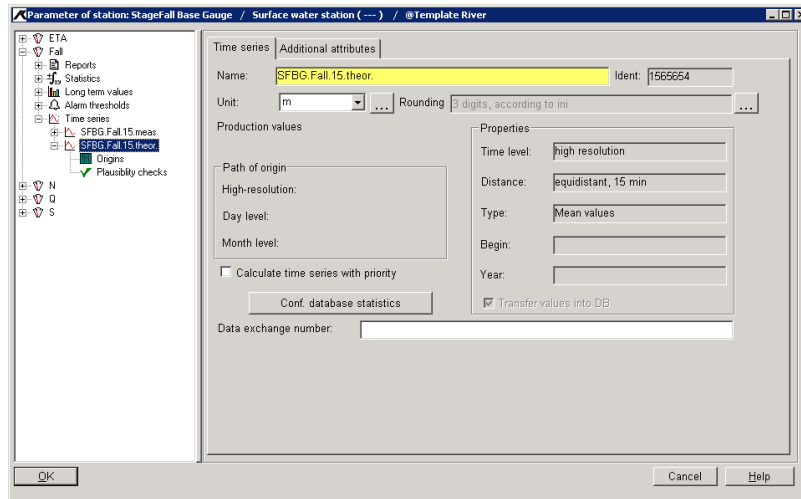 Parameter of station: StageFall Base Gauge / Surface water station ( --- ) / @Template River
ETA
Fall
Reports
Statistics
Long term values
Alarm thresholds
Time series
SFBG.Fall.15.meas
SFBG.Fall.15.theor.
Origins
Plausiblity checks
N
Q
S
Time series Additional attributes
Name: SFBG.Fall.15.theor. Ident: 1565654
Unit: m ... Rounding 3 digits, according to ini ...
Production values
Path of origin
High-resolution:
Day level:
Month level:
Calculate time series with priority
Conf. database statistics
Properties
Time level: high resolution
Distance: equidistant, 15 min
Type: Mean values
Begin:
Year:
Transfer values into DB
Data exchange number:
OK Cancel Help